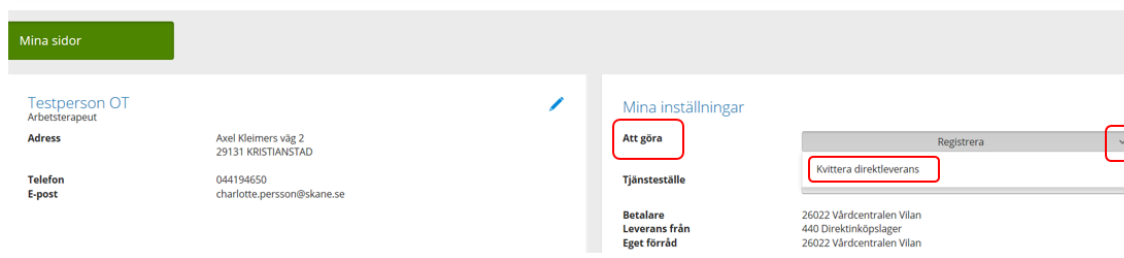 Mina sidor
Testperson OT
Arbetsterapeut
Adress Axel Kleimers väg 2
29131 KRISTIANSTAD
Telefon 044194650
E-post charlotte.persson@skane.se
Mina inställningar
Att göra Registrera
Kvittera direktleverans
Tjänsteställe
Betalare 26022 Vårdcentralen Vilan
Leverans från 440 Direktinköpslager
Eget förråd 26022 Vårdcentralen Vilan